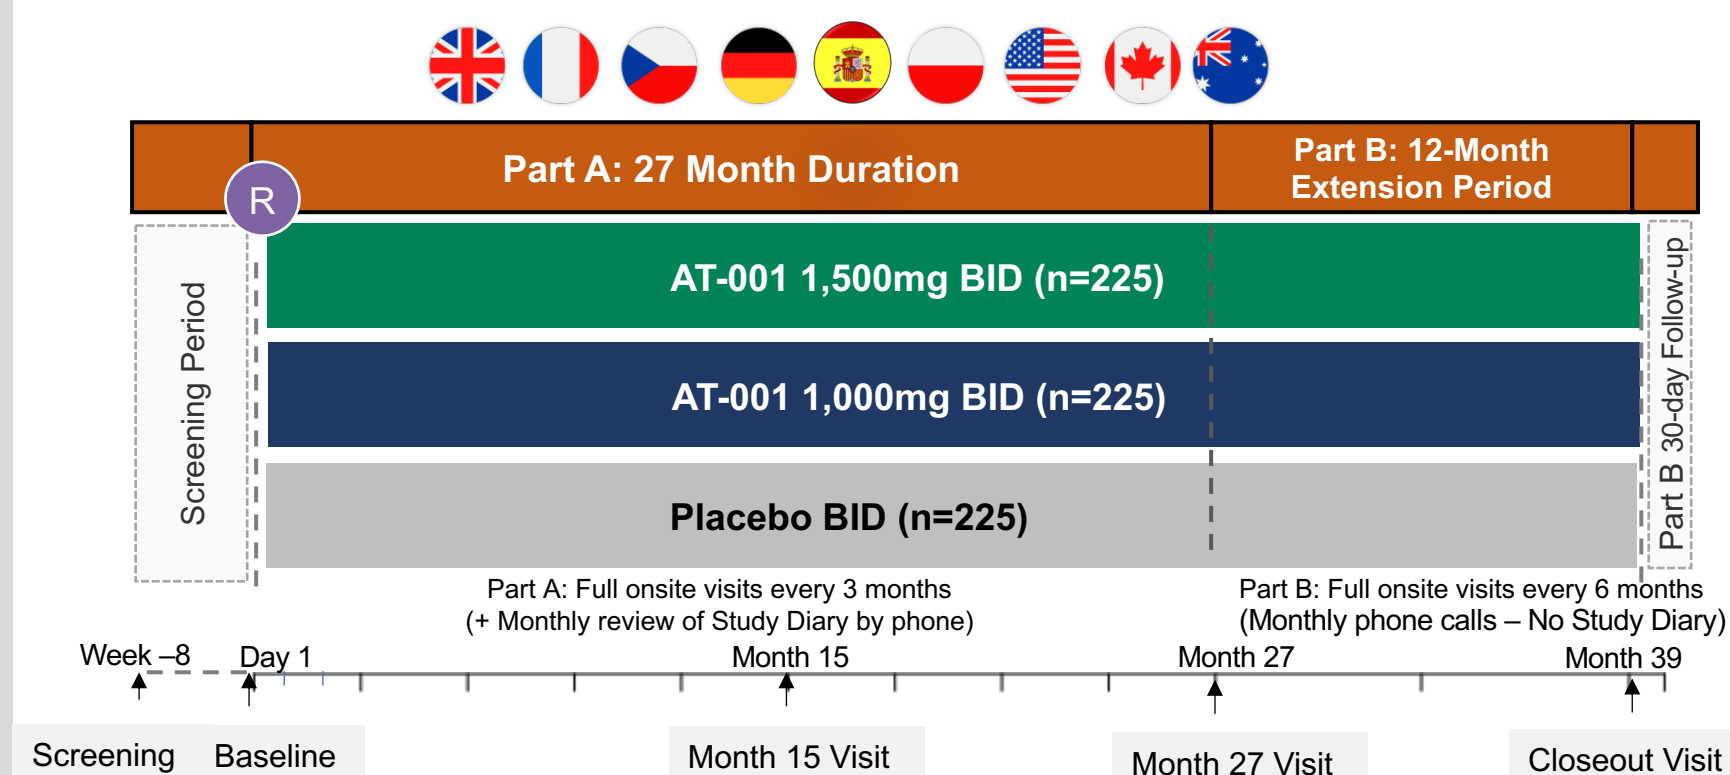 Part A: 27 Month Duration
Part B: 12-Month
Extension Period
R
Screening Period
AT-001 1,500mg BID (n=225)
AT-001 1,000mg BID (n=225)
Placebo BID (n=225)
Part B 30-day Follow-up
Part A: Full onsite visits every 3 months
(+ Monthly review of Study Diary by phone)
Part B: Full onsite visits every 6 months
(Monthly phone calls – No Study Diary)
Week –8
Day 1
Month 15
Month 27
Month 39
Screening
Baseline
Month 15 Visit
Month 27 Visit
Closeout Visit